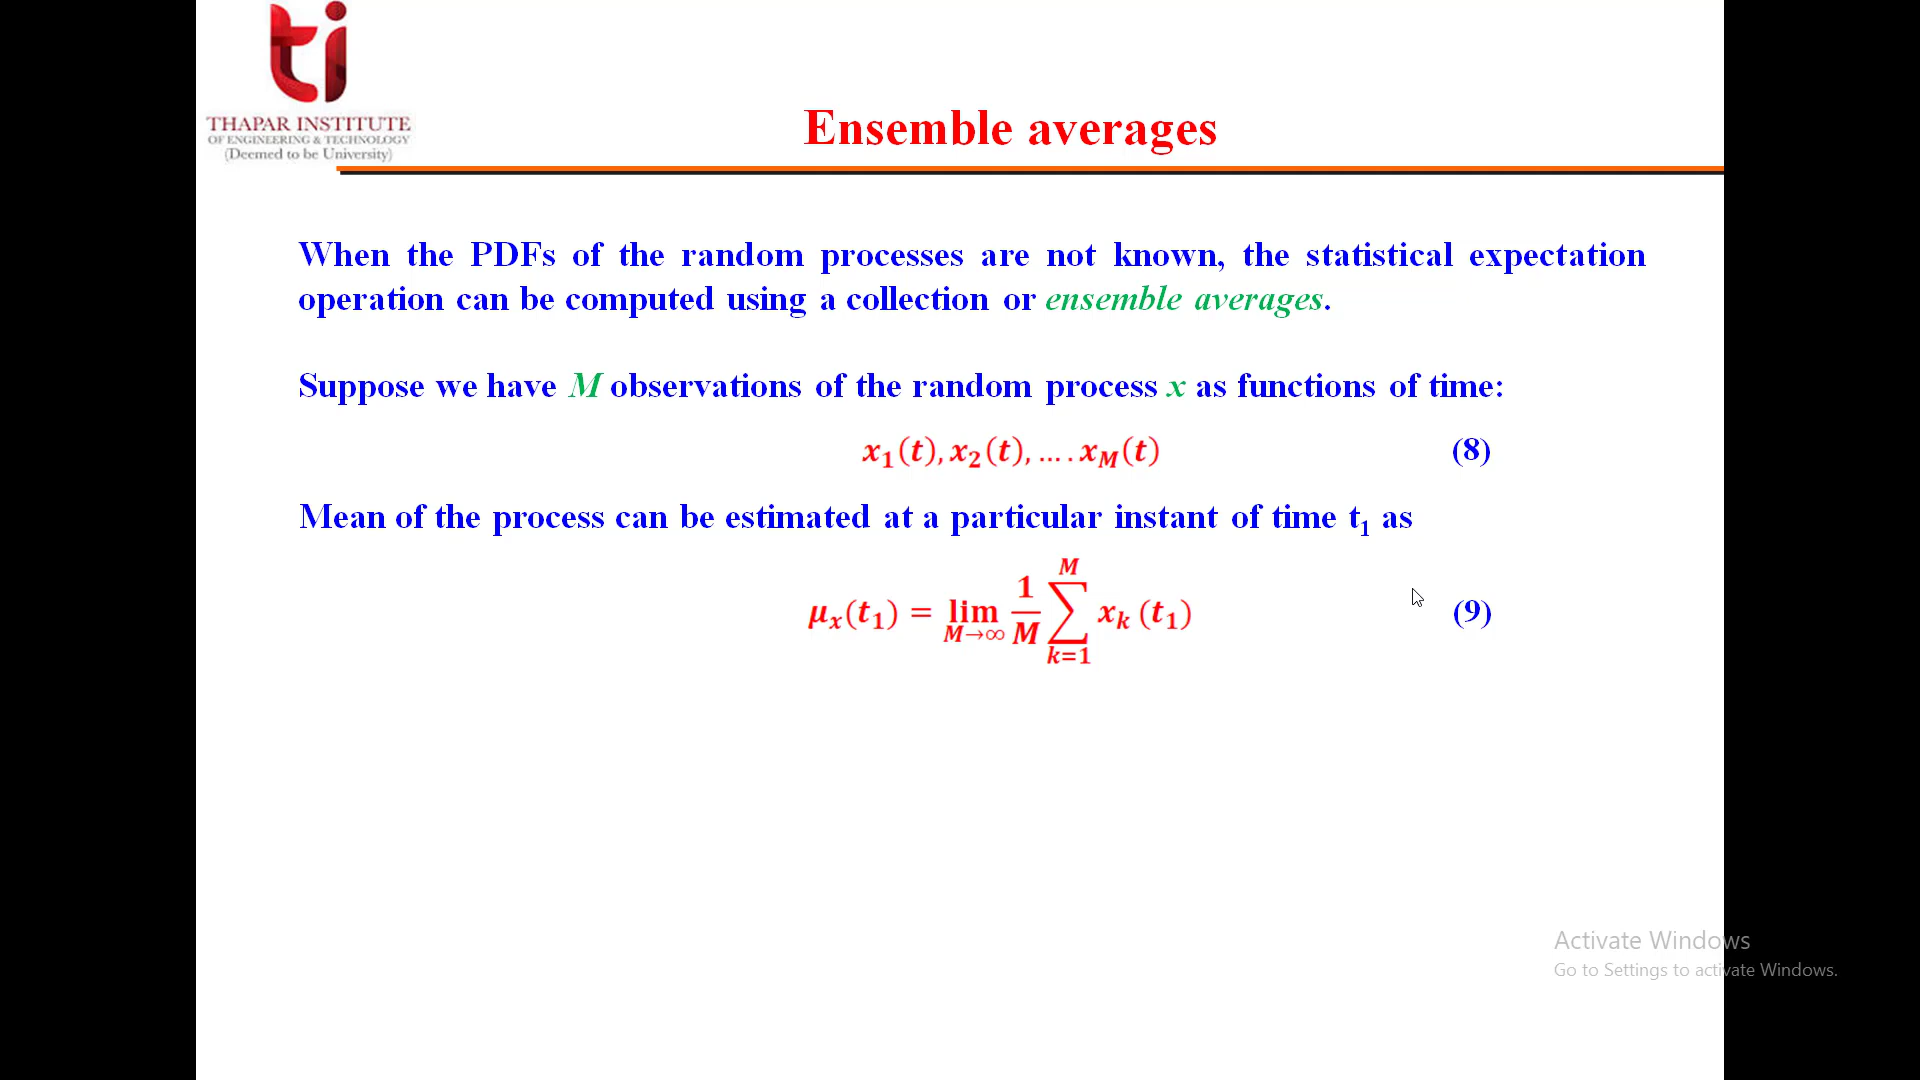 THAPAR INSTITUTE
OF ENGINEERING & TECHNOLOGY
(Deemed to be University)
Ensemble averages
When the PDFs of the random processes are not known, the statistical expectation
operation can be computed using a collection or ensemble averages.
Suppose we have M observations of the random process x as functions of time:
x₁(t), x₂(t), … . x_M(t) (8)
Mean of the process can be estimated at a particular instant of time t₁ as
μₓ(t₁) = lim_{M→∞} 1/M ∑_{k=1}^{M} x_k (t₁) (9)
Activate Windows
Go to Settings to activate Windows.